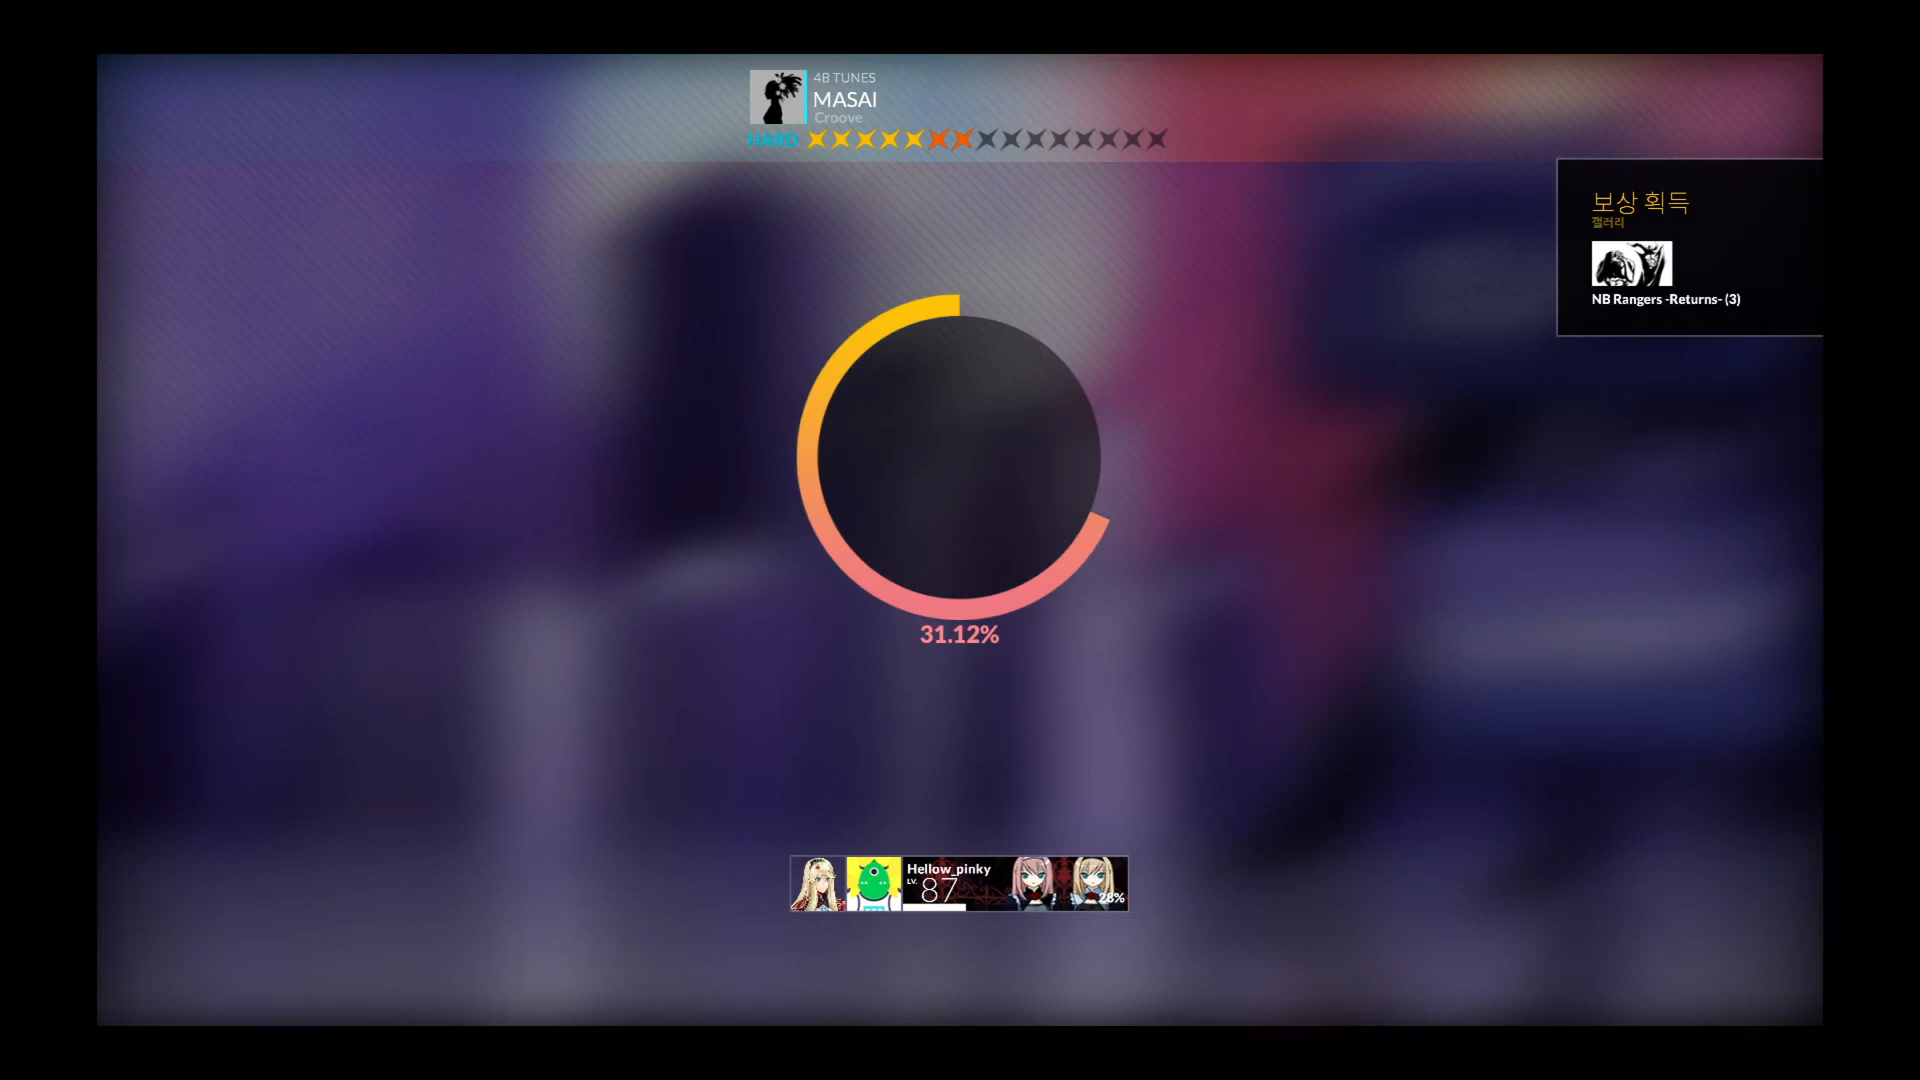 4B TUNES
MASAI
Croove
HARD
보상 획득
갤러리
NB Rangers -Returns- (3)
31.12%
Hellow_pinky
LV. 87
28%